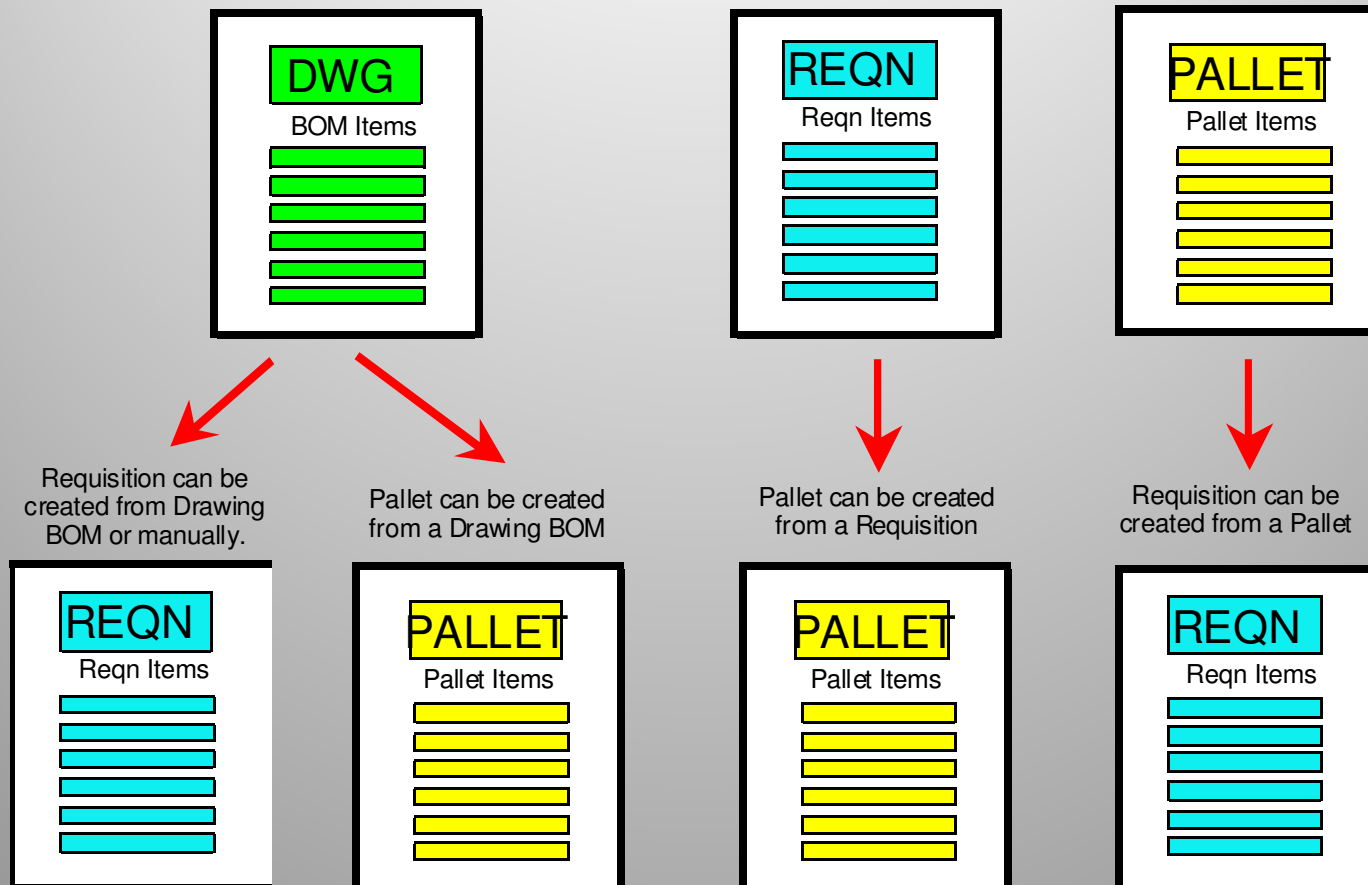 DWG
BOM Items
REQN
Reqn Items
PALLET
Pallet Items
Requisition can be
created from Drawing
BOM or manually.
Pallet can be created
from a Drawing BOM
Pallet can be created
from a Requisition
Requisition can be
created from a Pallet
REQN
Reqn Items
PALLET
Pallet Items
PALLET
Pallet Items
REQN
Reqn Items